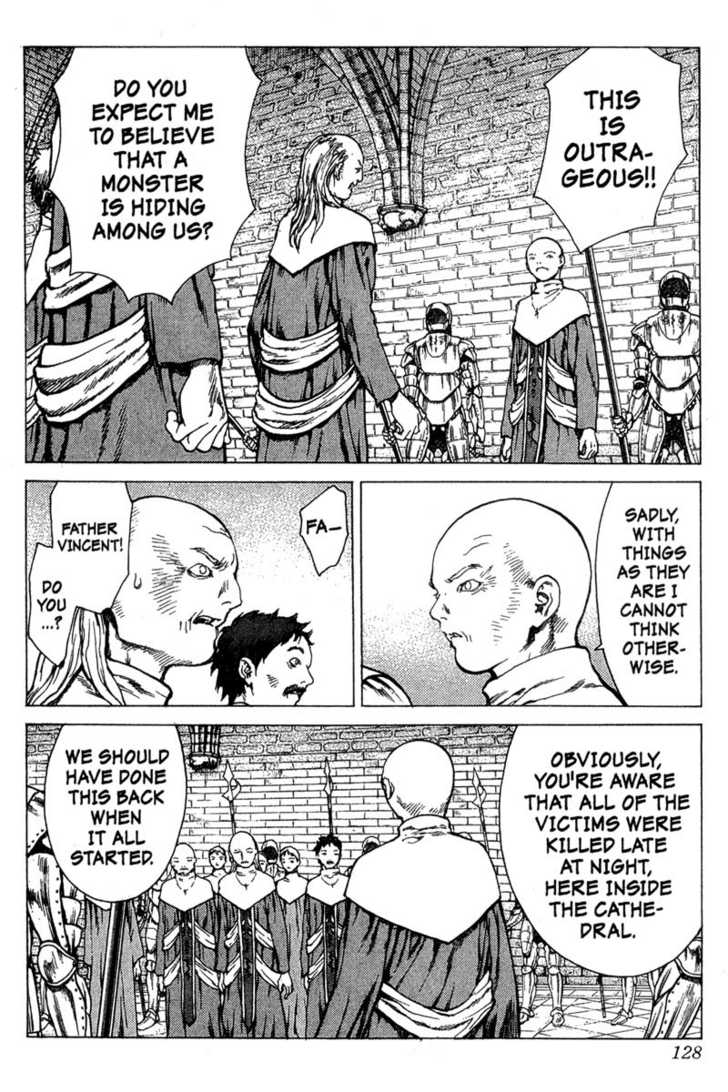 THIS
IS
OUTRA-
GEOUS!!
DO YOU
EXPECT ME
TO BELIEVE
THAT A
MONSTER
IS HIDING
AMONG US?
SADLY,
WITH
THINGS
AS THEY
ARE I
CANNOT
THINK
OTHER-
WISE.
FA-
FATHER
VINCENT!
DO
YOU
...?
OBVIOUSLY,
YOU'RE AWARE
THAT ALL OF THE
VICTIMS WERE
KILLED LATE
AT NIGHT,
HERE INSIDE
THE CATHE-
DRAL.
WE SHOULD
HAVE DONE
THIS BACK
WHEN
IT ALL
STARTED.
128